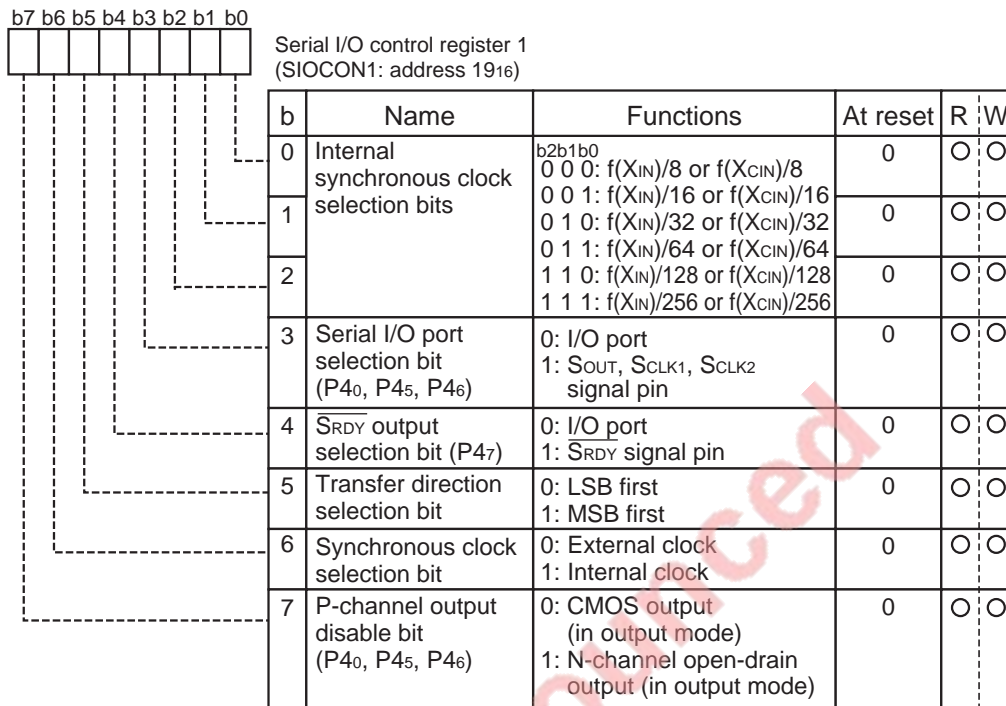 b7 b6 b5 b4 b3 b2 b1 b0
Serial I/O control register 1
(SIOCON1: address 1916)
b Name Functions At reset R W
0 Internal synchronous clock selection bits
b2b1b0
0 0 0: f(XIN)/8 or f(XCIN)/8
0 0 1: f(XIN)/16 or f(XCIN)/16
0 1 0: f(XIN)/32 or f(XCIN)/32
0 1 1: f(XIN)/64 or f(XCIN)/64
1 1 0: f(XIN)/128 or f(XCIN)/128
1 1 1: f(XIN)/256 or f(XCIN)/256
0
1
0
2
0
3 Serial I/O port
selection bit
(P40, P45, P46)
0: I/O port
1: SOUT, SCLK1, SCLK2
signal pin
0
4 SRDY output
selection bit (P47)
0: I/O port
1: SRDY signal pin
0
5 Transfer direction
selection bit
0: LSB first
1: MSB first
0
6 Synchronous clock
selection bit
0: External clock
1: Internal clock
0
7 P-channel output
disable bit
(P40, P45, P46)
0: CMOS output
(in output mode)
1: N-channel open-drain
output (in output mode)
0
ounced